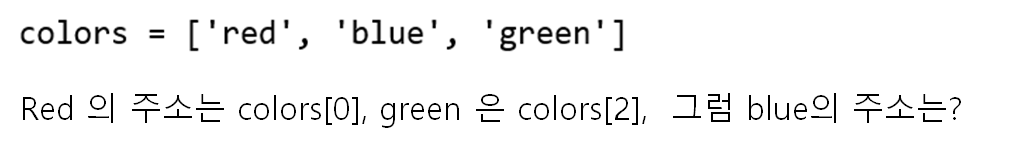 colors = ['red', 'blue', 'green']
Red 의 주소는 colors[0], green 은 colors[2], 그럼 blue의 주소는?